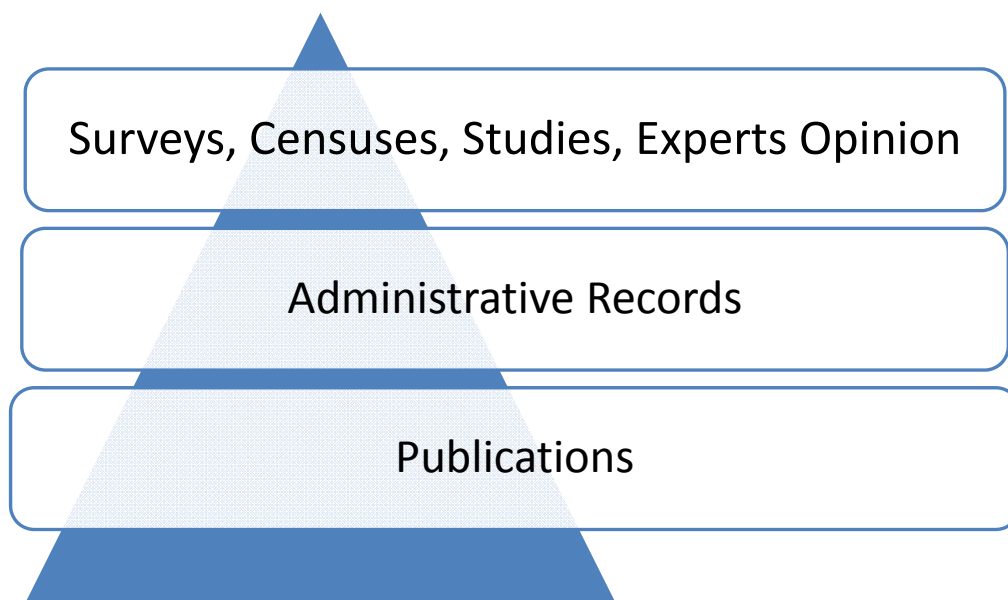 Surveys, Censuses, Studies, Experts Opinion
Administrative Records
Publications